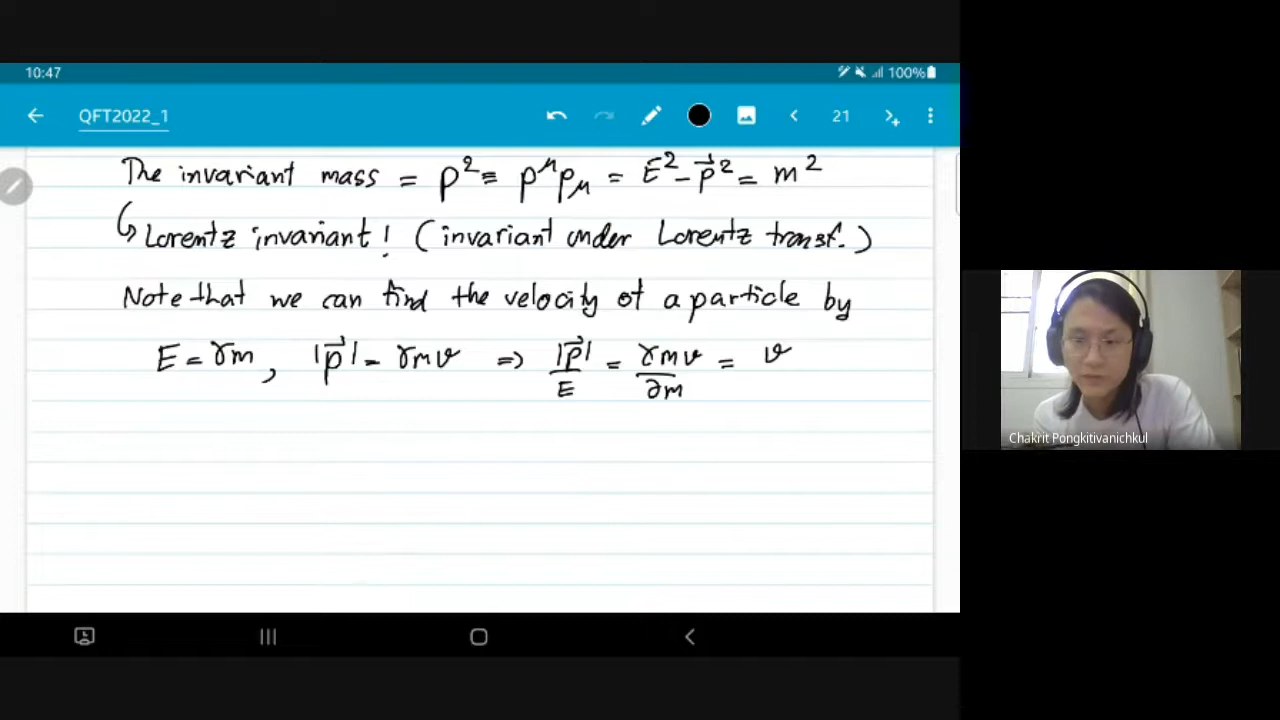 10:47
100%
QFT2022_1
21
The invariant mass = p² ≡ p^μ p_μ = E² - p⃗² = m²
↳ Lorentz invariant! (invariant under Lorentz transf.)
Note that we can find the velocity of a particle by
E = γm, |p⃗| = γmv ⇒ |p⃗|/E = γmv/γm = v
Chakrit Pongkitivanichkul